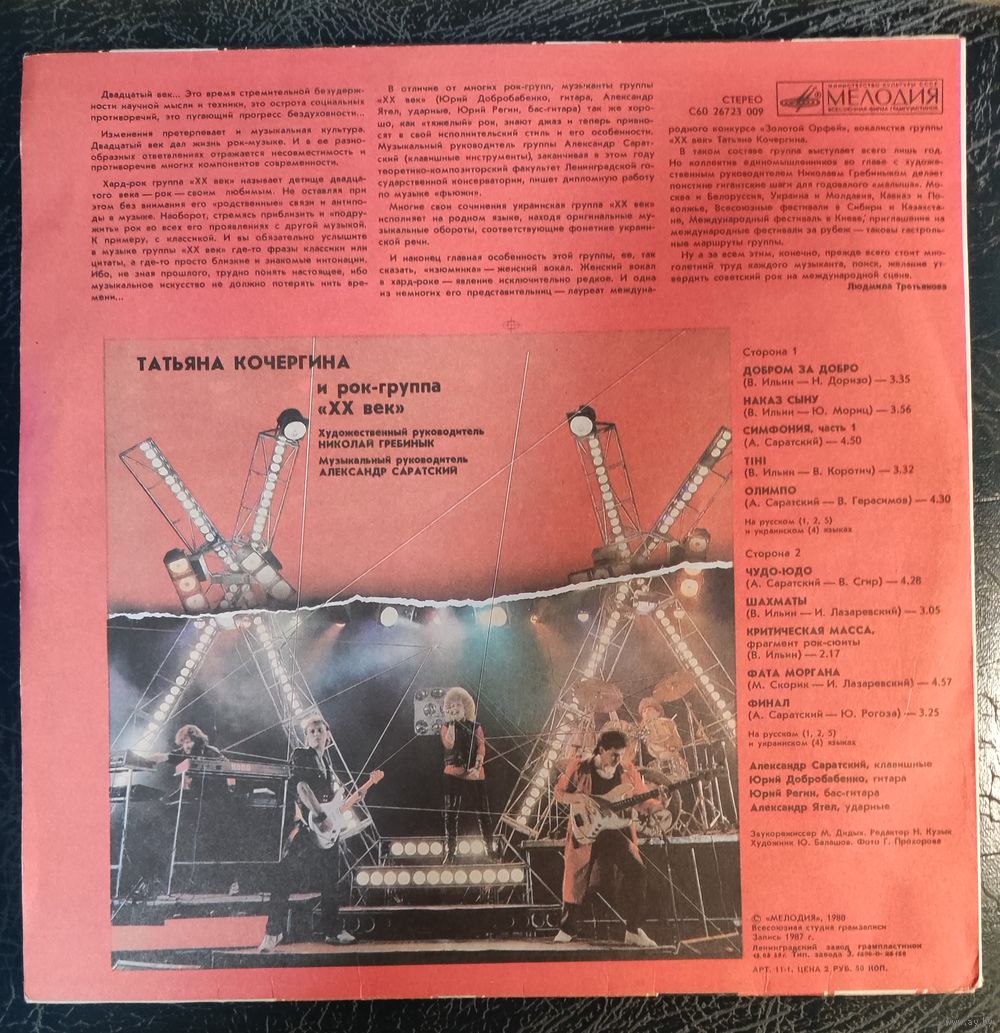 Двадцатый век... Это время стремительной безудерж-
ности научной мысли и техники, это острота социальных
противоречий, это пугающий прогресс бездуховности...
Изменения претерпевает и музыкальная культура.
Двадцатый век дал жизнь рок-музыке. И в ее разно-
образных ответвлениях отражается несовместимость и
противоречие многих компонентов современности.
Хард-рок группа «XX век» называет детище двадца-
того века — рок — своим любимым. Не оставляя при
этом без внимания его «родственные» связи и антипо-
ды в музыке. Наоборот, стремясь приблизить и «подру-
жить» рок во всех его проявлениях с другой музыкой.
К примеру, с классикой. И вы обязательно услышите
в музыке группы «XX век» где-то фразы классики или
цитаты, а где-то просто близкие и знакомые интонации.
Ибо, не зная прошлого, трудно понять настоящее, ибо
музыкальное искусство не должно потерять нить вре-
мени...
В отличие от многих рок-групп, музыканты группы
«XX век» (Юрий Добробабенко, гитара, Александр
Ятел, ударные, Юрий Регин, бас-гитара) так же хоро-
шо, как «тяжелый» рок, знают джаз и теперь привно-
сят в свой исполнительский стиль и его особенности.
Музыкальный руководитель группы Александр Сарат-
ский (клавишные инструменты), заканчивая в этом году
теоретико-композиторский факультет Ленинградской го-
сударственной консерватории, пишет дипломную работу
по музыке «фьюжн».
Многие свои сочинения украинская группа «XX век»
исполняет на родном языке, находя оригинальные му-
зыкальные обороты, соответствующие фонетике украин-
ской речи.
И наконец главная особенность этой группы, ее, так
сказать, «изюминка» — женский вокал. Женский вокал
в хард-роке — явление исключительно редкое. И одна
из немногих его представительниц — лауреат междуна-
СТЕРЕО
С60 26723 009
МИНИСТЕРСТВО КУЛЬТУРЫ СССР
МЕЛОДИЯ
ВСЕСОЮЗНАЯ ФИРМА ГРАМПЛАСТИНОК
родного конкурса «Золотой Орфей», вокалистка группы
«XX век» Татьяна Кочергина.
В таком составе группа выступает всего лишь год.
Но коллектив единомышленников во главе с художе-
ственным руководителем Николаем Гребиныком делает
поистине гигантские шаги для годовалого «малыша». Мо-
сква и Белоруссия, Украина и Молдавия, Кавказ и По-
волжье, Всесоюзные фестивали в Сибири и Казахста-
не, Международный фестиваль в Киеве, приглашения на
международные фестивали за рубеж — таковы гастроль-
ные маршруты группы.
Ну а за всем этим, конечно, прежде всего стоит мно-
голетний труд каждого музыканта, поиск, желание ут-
вердить советский рок на международной сцене.
Людмила Третьякова
ТАТЬЯНА КОЧЕРГИНА
и рок-группа
«XX век»
Художественный руководитель
НИКОЛАЙ ГРЕБИНЫК
Музыкальный руководитель
АЛЕКСАНДР САРАТСКИЙ
KORG
Сторона 1
ДОБРОМ ЗА ДОБРО
(В. Ильин — Н. Доризо) — 3.35
НАКАЗ СЫНУ
(В. Ильин — Ю. Мориц) — 3.56
СИМФОНИЯ, часть 1
(А. Саратский) — 4.50
ТІНІ
(В. Ильин — В. Коротич) — 3.32
ОЛИМПО
(А. Саратский — В. Герасимов) — 4.30
На русском (1, 2, 5)
и украинском (4) языках
Сторона 2
ЧУДО-ЮДО
(А. Саратский — В. Сгир) — 4.28
ШАХМАТЫ
(В. Ильин — И. Лазаревский) — 3.05
КРИТИЧЕСКАЯ МАССА,
фрагмент рок-сюиты
(В. Ильин) — 2.17
ФАТА МОРГАНА
(М. Скорик — И. Лазаревский) — 4.57
ФИНАЛ
(А. Саратский — Ю. Рогоза) — 3.25
На русском (1, 2, 5)
и украинском (4) языках
Александр Саратский, клавишные
Юрий Добробабенко, гитара
Юрий Регин, бас-гитара
Александр Ятел, ударные
Звукорежиссер М. Дидык. Редактор Н. Кузык
Художник Ю. Балашов. Фото Г. Прохорова
© «МЕЛОДИЯ», 1980
Всесоюзная студия грамзаписи
Запись 1987 г.
Ленинградский завод грампластинок
Тип. завода З.
АРТ. 11-1. ЦЕНА 2 РУБ. 50 КОП.
www.ay.by